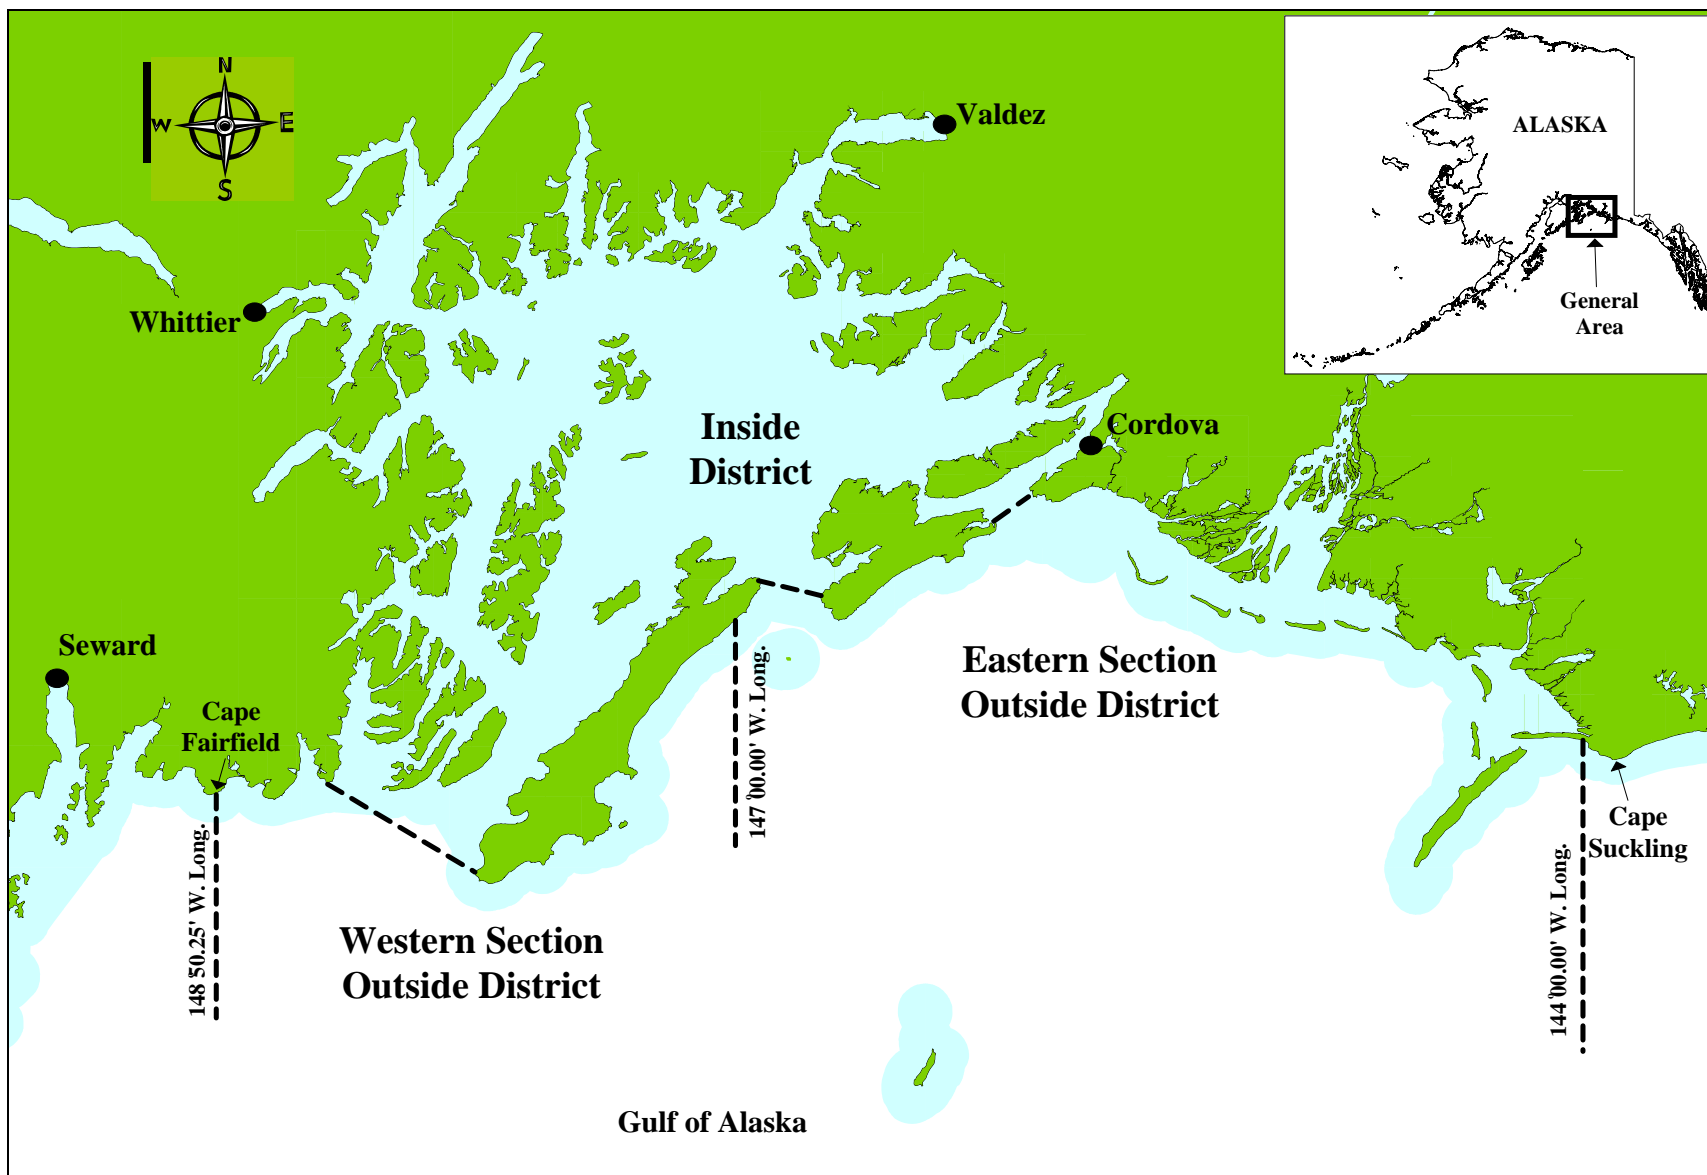 N
W
E
S
Valdez
ALASKA
General
Area
Whittier
Inside
District
Cordova
Seward
Cape
Fairfield
147°00.00' W. Long.
Eastern Section
Outside District
148°50.25' W. Long.
144°00.00' W. Long.
Cape
Suckling
Western Section
Outside District
Gulf of Alaska